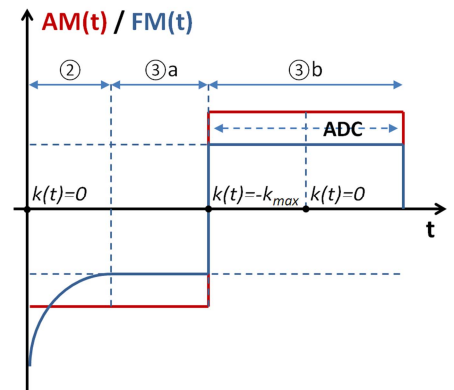 AM(t) / FM(t)
② ③a ③b
ADC
k(t)=0 k(t)=-kmax k(t)=0
t